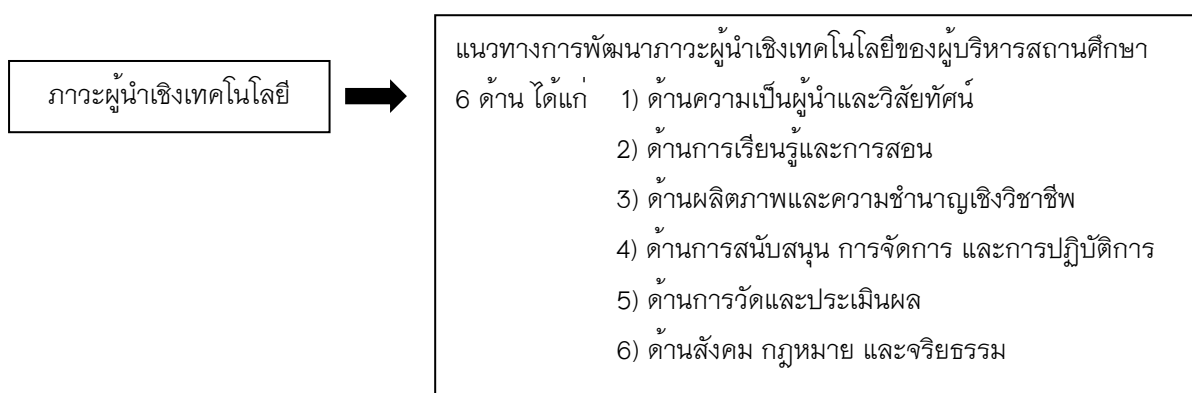 ภาวะผู้นำเชิงเทคโนโลยี
แนวทางการพัฒนาภาวะผู้นำเชิงเทคโนโลยีของผู้บริหารสถานศึกษา
6 ด้าน ได้แก่ 1) ด้านความเป็นผู้นำและวิสัยทัศน์
2) ด้านการเรียนรู้และการสอน
3) ด้านผลิตภาพและความชำนาญเชิงวิชาชีพ
4) ด้านการสนับสนุน การจัดการ และการปฏิบัติการ
5) ด้านการวัดและประเมินผล
6) ด้านสังคม กฎหมาย และจริยธรรม